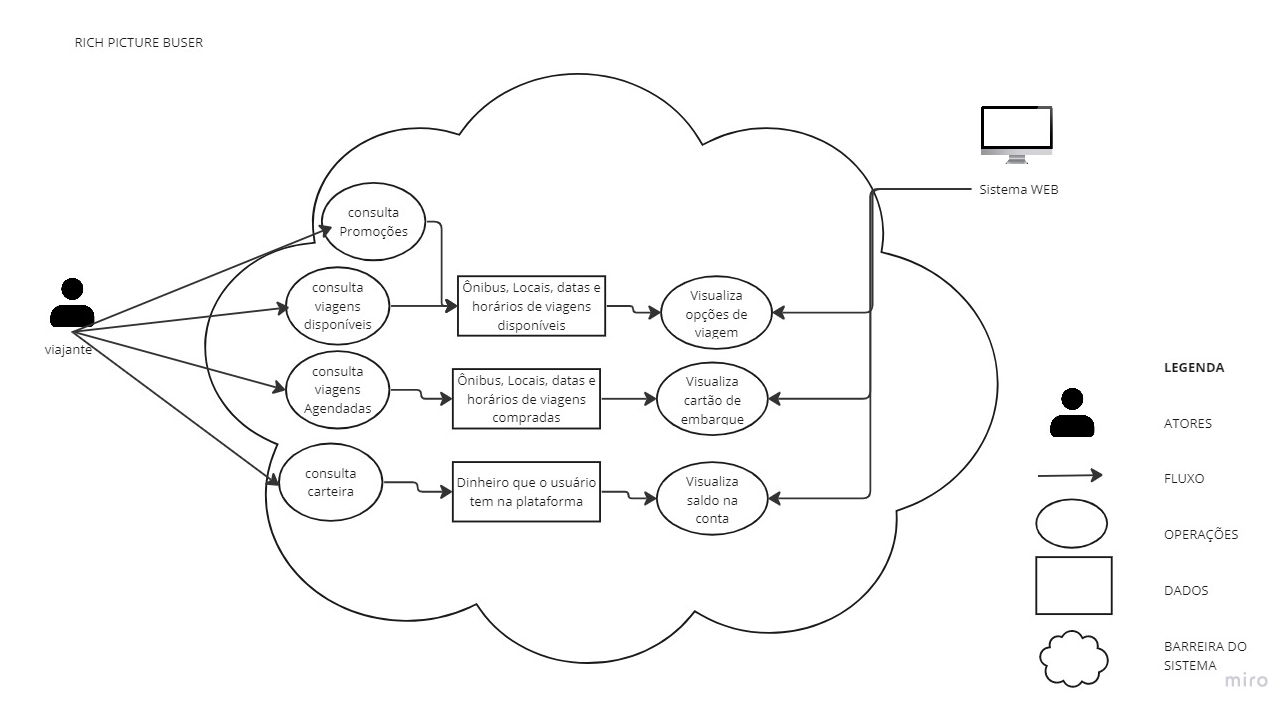 RICH PICTURE BUSER
Sistema WEB
viajante
consulta
Promoções
consulta
viagens
disponíveis
consulta
viagens
Agendadas
consulta
carteira
Ônibus, Locais, datas e
horários de viagens
disponíveis
Ônibus, Locais, datas e
horários de viagens
compradas
Dinheiro que o usuário
tem na plataforma
Visualiza
opções de
viagem
Visualiza
cartão de
embarque
Visualiza
saldo na
conta
LEGENDA
ATORES
FLUXO
OPERAÇÕES
DADOS
BARREIRA DO
SISTEMA
miro